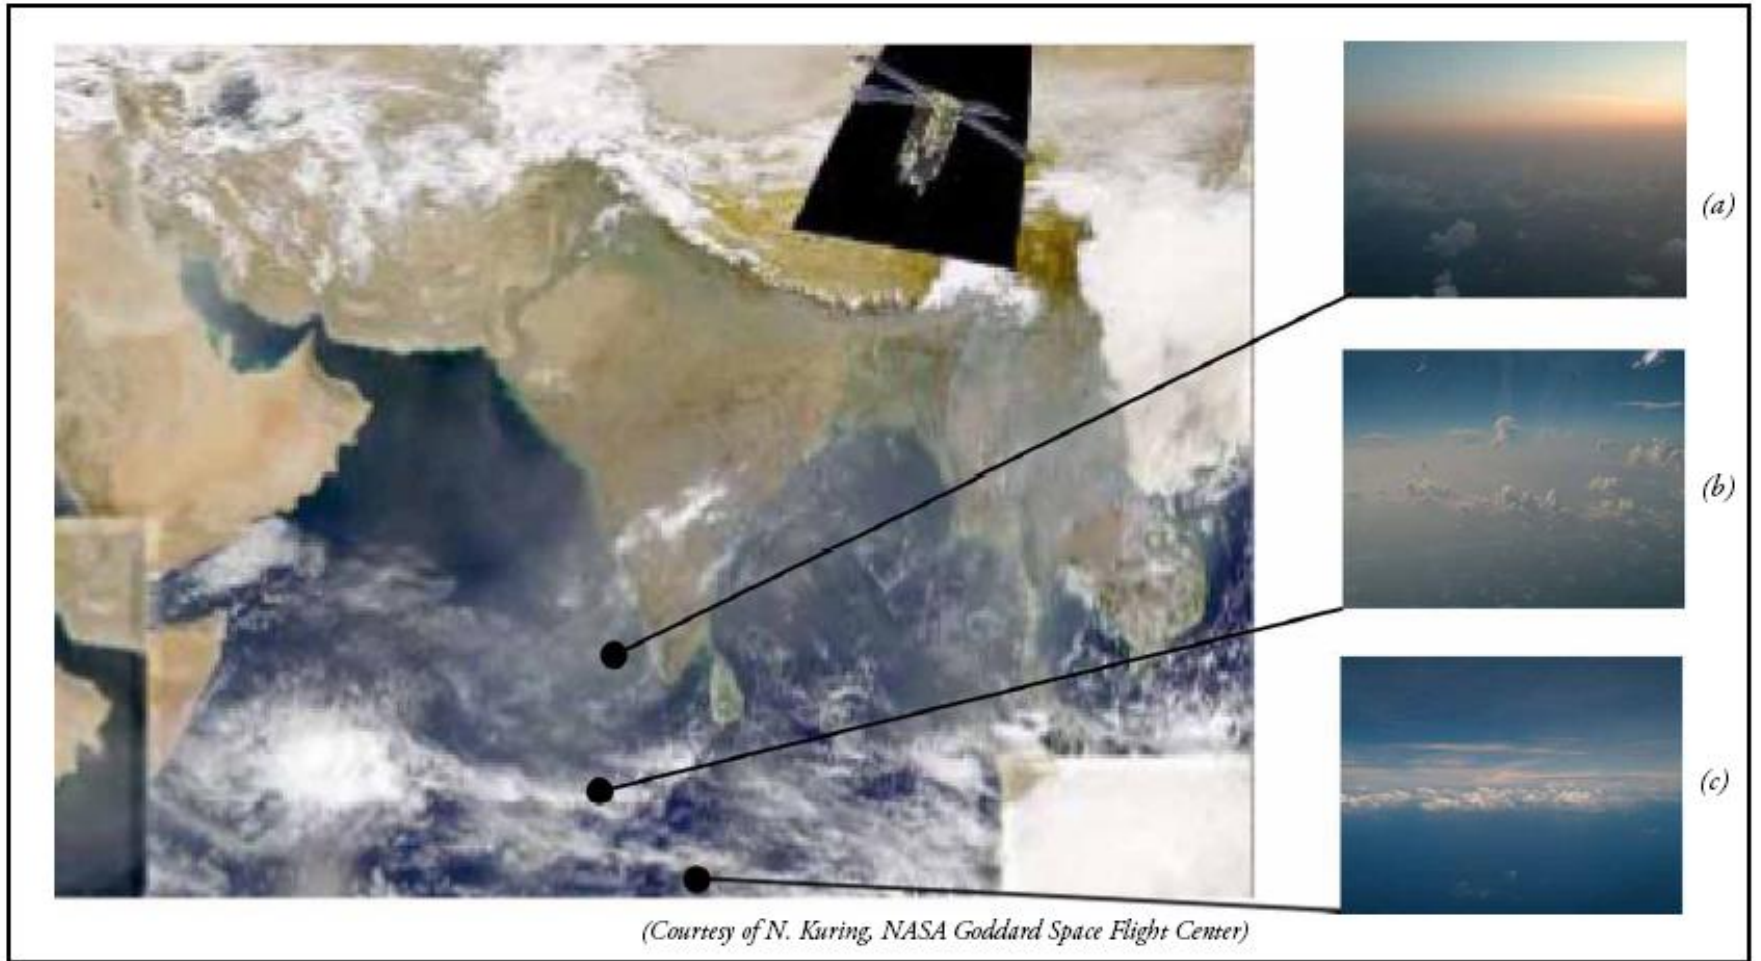 (a)
(b)
(c)
(Courtesy of N. Kuring, NASA Goddard Space Flight Center)